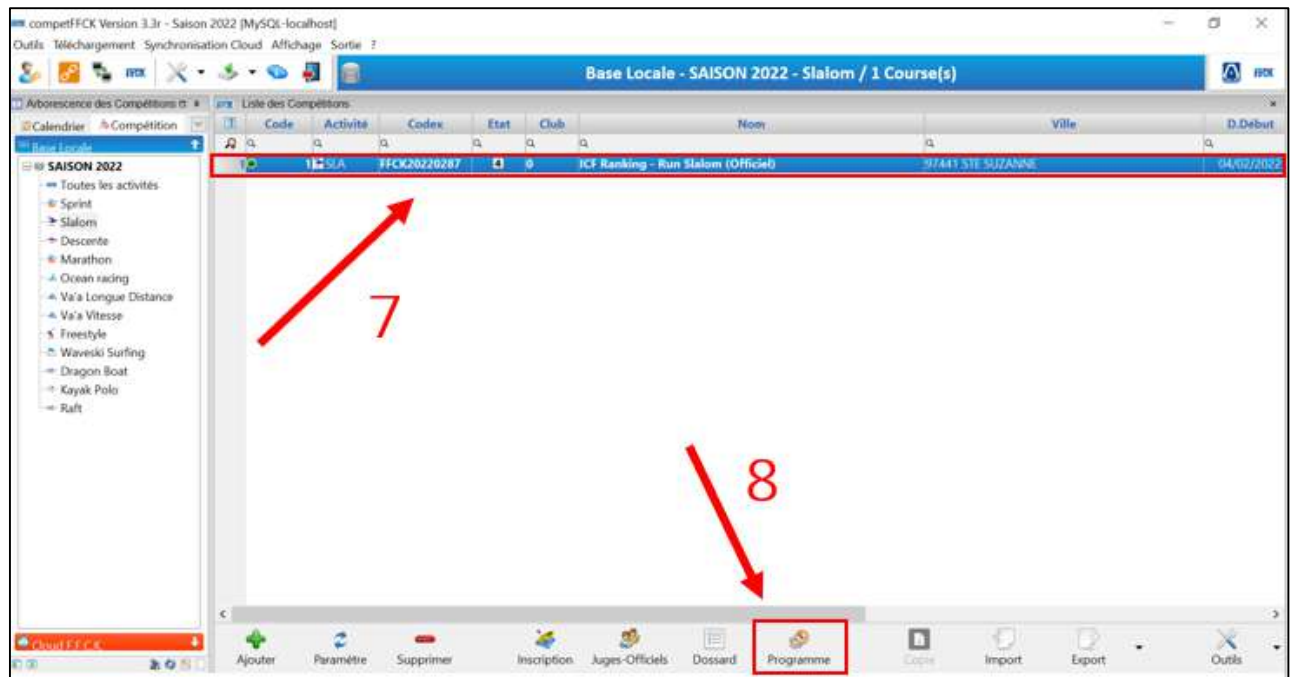 competFFCK Version 3.3r - Saison 2022 [MySQL-localhost]
Outils Téléchargement Synchronisation Cloud Affichage Sortie ?
Base Locale - SAISON 2022 - Slalom / 1 Course(s)
Arborescence des Compétitions
Liste des Compétitions
Calendrier Compétition
Code Activité Codex Etat Club Nom Ville D.Début
Base Locale
1 1 SLA FFCK20220287 4 0 ICF Ranking - Run Slalom (Officiel) 97441 STE SUZANNE 04/02/2022
SAISON 2022
Toutes les activités
Sprint
Slalom
Descente
Marathon
Ocean racing
Va'a Longue Distance
Va'a Vitesse
Freestyle
Waveski Surfing
Dragon Boat
Kayak Polo
Raft
7
8
Cloud F.F.C.K
Ajouter Paramètre Supprimer Inscription Juges-Officiels Dossard Programme Copie Import Export Outils